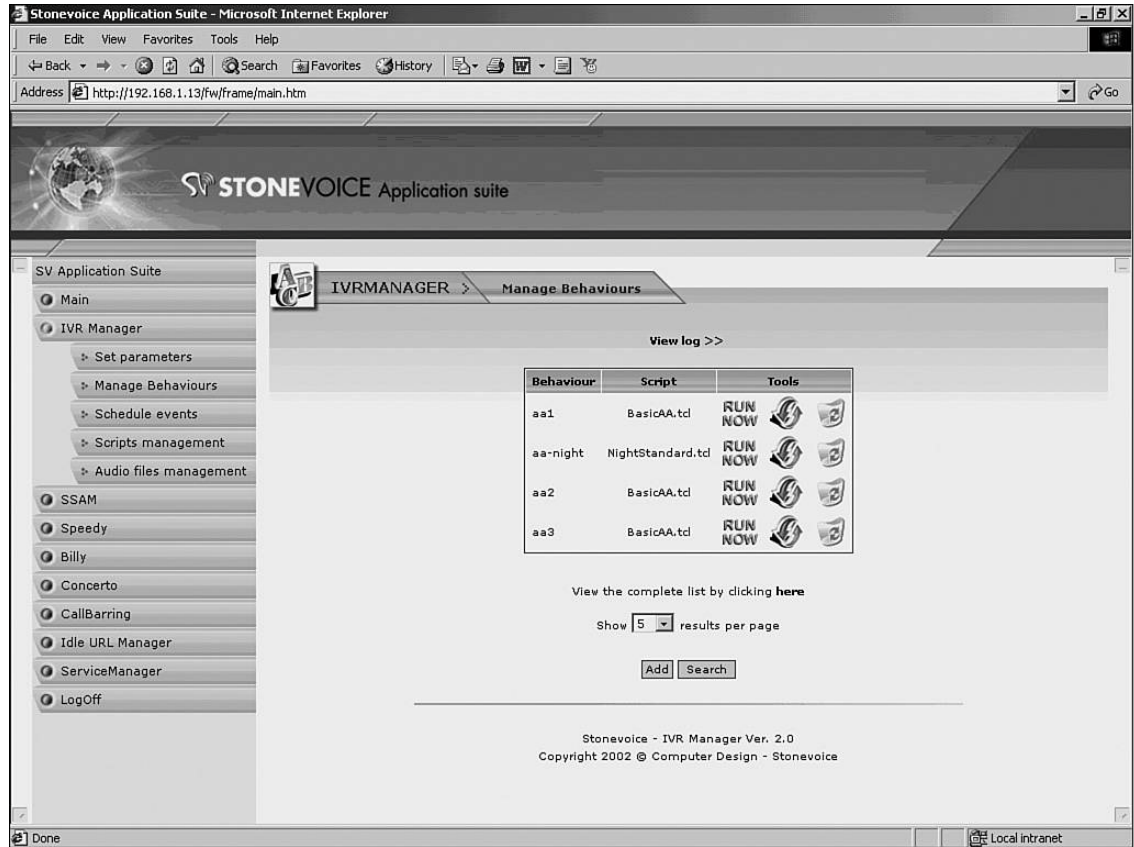 Stonevoice Application Suite - Microsoft Internet Explorer
File Edit View Favorites Tools Help
Back Search Favorites History
Address http://192.168.1.13/fw/frame/main.htm Go
SV STONEVOICE Application suite
SV Application Suite
Main
IVR Manager
Set parameters
Manage Behaviours
Schedule events
Scripts management
Audio files management
SSAM
Speedy
Billy
Concerto
CallBarring
Idle URL Manager
ServiceManager
LogOff
IVRMANAGER > Manage Behaviours
View log >>
Behaviour Script Tools
aa1 BasicAA.tcl RUN NOW
aa-night NightStandard.tcl RUN NOW
aa2 BasicAA.tcl RUN NOW
aa3 BasicAA.tcl RUN NOW
View the complete list by clicking here
Show 5 results per page
Add Search
Stonevoice - IVR Manager Ver. 2.0
Copyright 2002 © Computer Design - Stonevoice
Done Local intranet